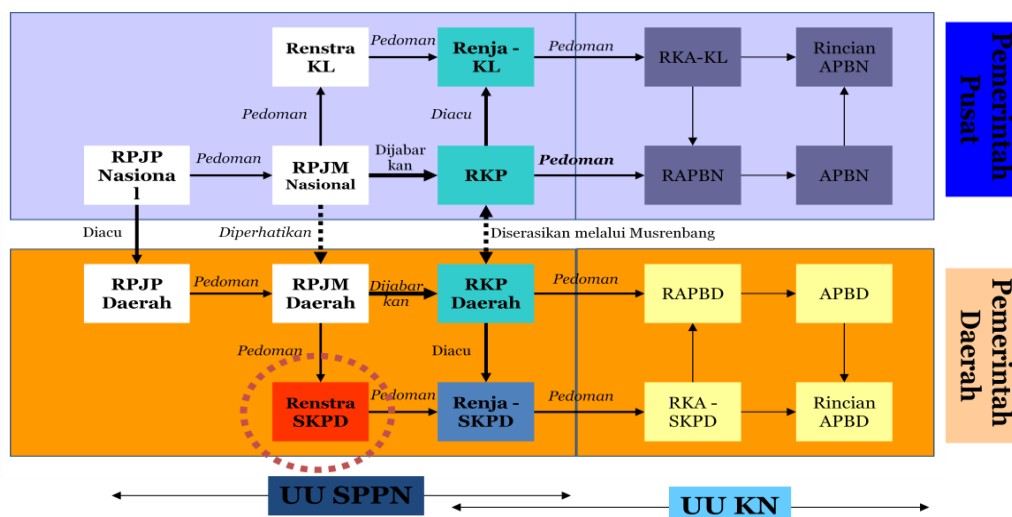 Renstra
KL
Pedoman
Renja -
KL
Pedoman
RKA-KL
Rincian
APBN
Pedoman
Diacu
RPJP
Nasiona
l
Pedoman
RPJM
Nasional
Dijabar
kan
RKP
Pedoman
RAPBN
APBN
Pemerintah
Pusat
Diacu
Diperhatikan
Diserasikan melalui Musrenbang
RPJP
Daerah
Pedoman
RPJM
Daerah
Dijabar
kan
RKP
Daerah
Pedoman
RAPBD
APBD
Pemerintah
Daerah
Pedoman
Diacu
Renstra
SKPD
Pedoman
Renja -
SKPD
Pedoman
RKA -
SKPD
Rincian
APBD
UU SPPN
UU KN